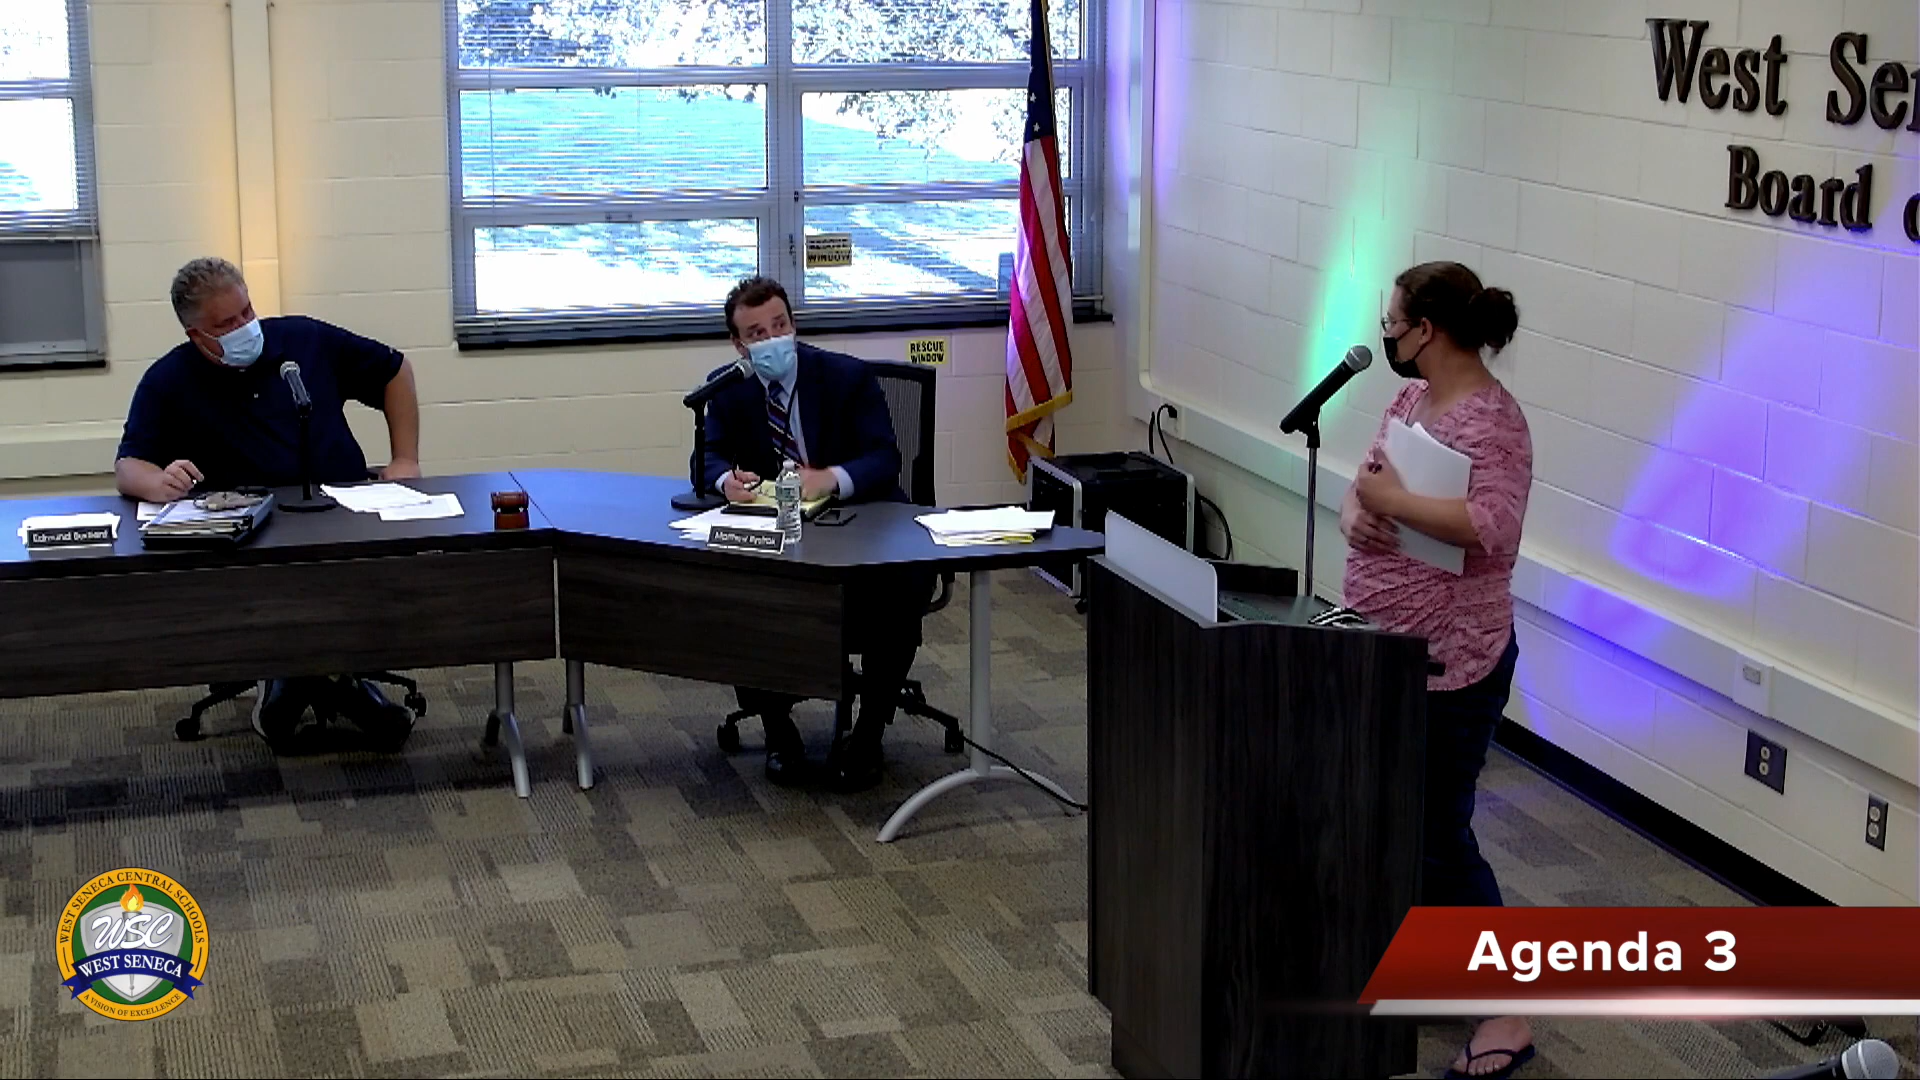 West Se
Board o
RESCUE
WINDOW
WINDOW
Edmund
Matthew
WEST SENECA CENTRAL SCHOOLS
WSC
WEST SENECA
A VISION OF EXCELLENCE
Agenda 3